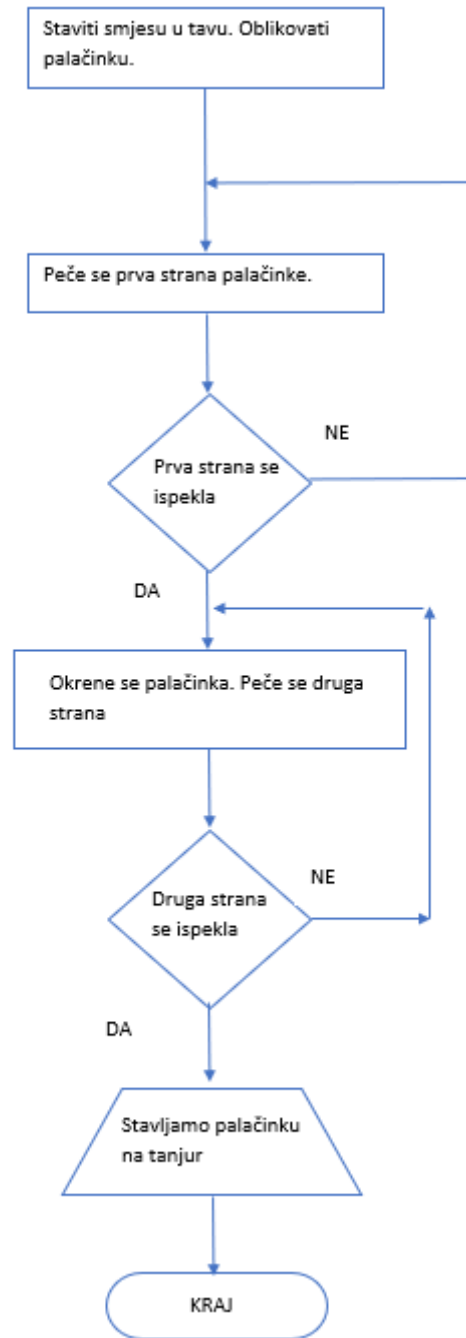 Staviti smjesu u tavu. Oblikovati
palačinku.
Peče se prva strana palačinke.
NE
Prva strana se
ispekla
DA
Okrene se palačinka. Peče se druga
strana
NE
Druga strana
se ispekla
DA
Stavljamo palačinku
na tanjur
KRAJ